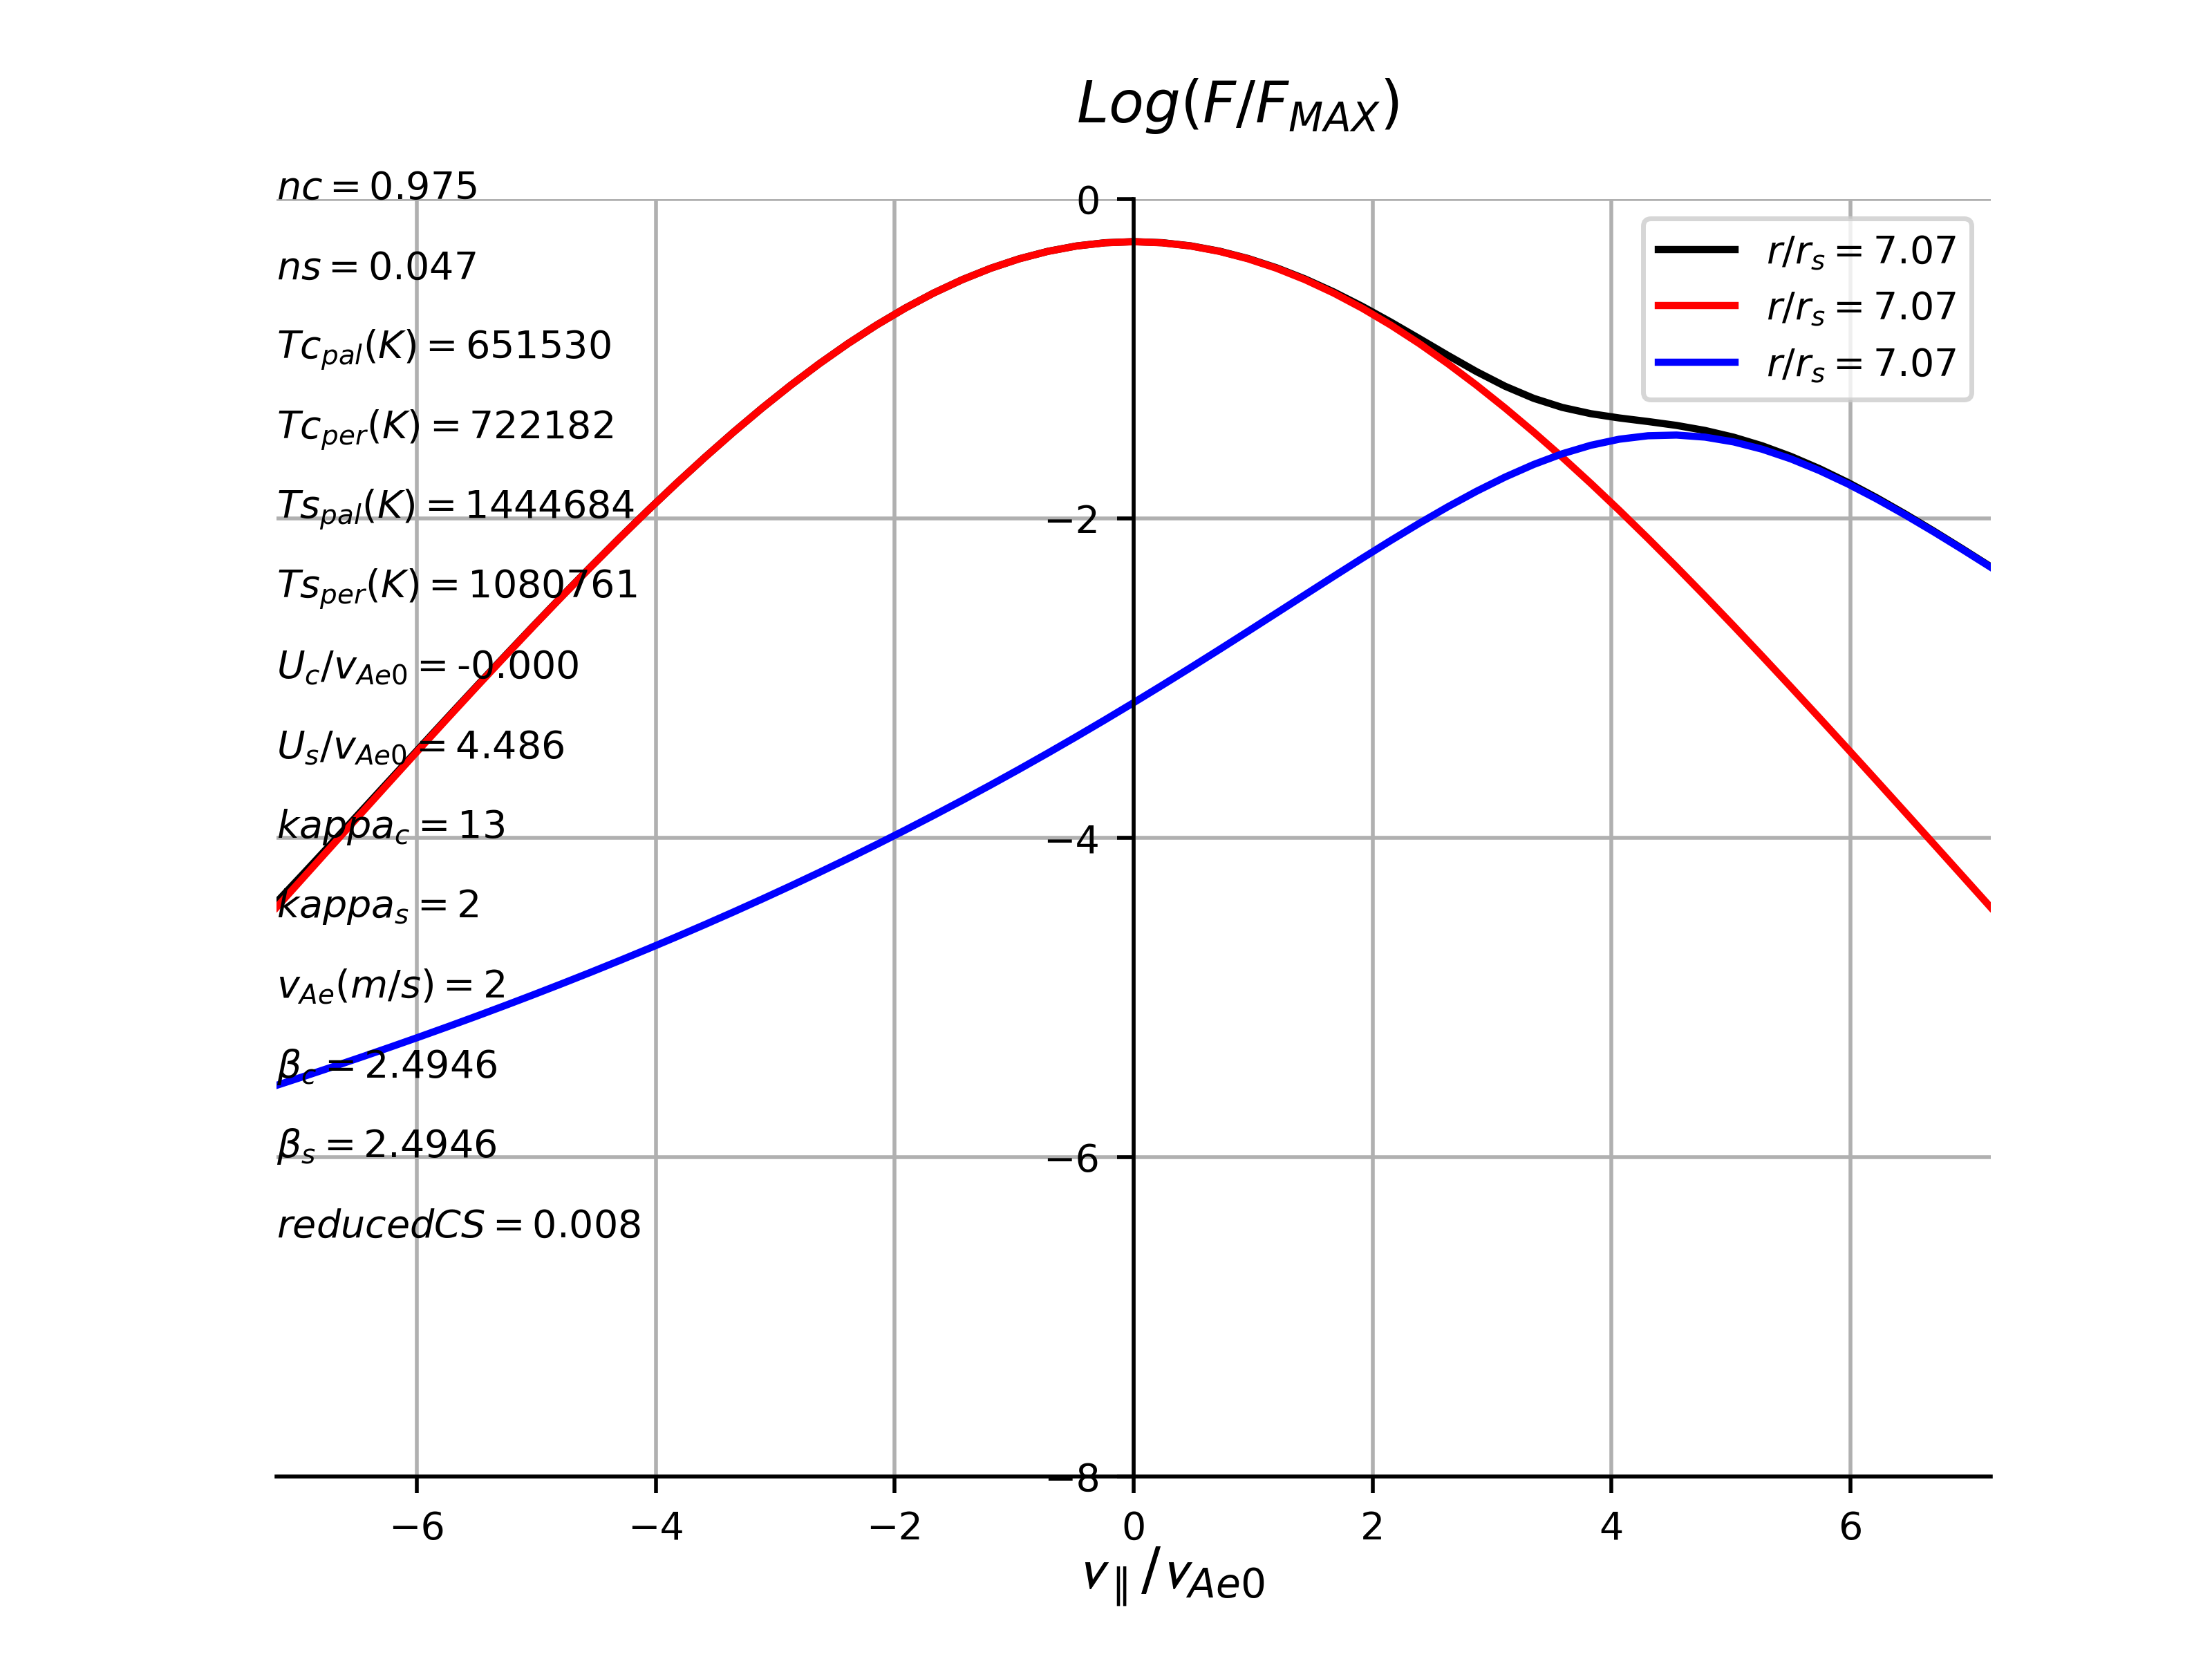 Log(F/F_MAX)
nc = 0.975
ns = 0.047
Tc_pal(K) = 651530
Tc_per(K) = 722182
Ts_pal(K) = 1444684
Ts_per(K) = 1080761
U_c/v_Ae0 = -0.000
U_s/v_Ae0 = 4.486
kappa_c = 13
kappa_s = 2
v_Ae(m/s) = 2
β_c = 2.4946
β_s = 2.4946
reducedCS = 0.008
0
−2
−4
−6
−8
r/r_s = 7.07
r/r_s = 7.07
r/r_s = 7.07
−6 −4 −2 0 2 4 6
v_∥/v_Ae0